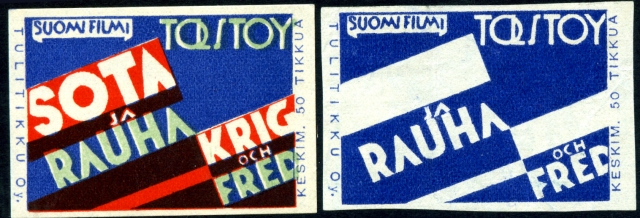 SUOMI FILMI
TOLSTOY
SOTA
JA
RAUHA
KRIG
OCH
FRED
TULITIKKU OY.
KESKIM. 50 TIKKUA
SUOMI FILMI
TOLSTOY
JA
RAUHA
OCH
FRED
TULITIKKU OY.
KESKIM. 50 TIKKUA